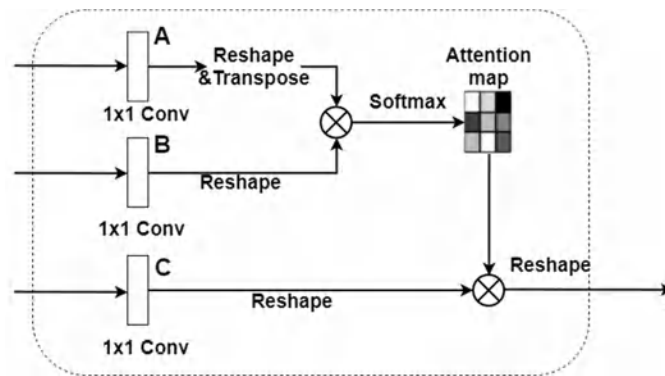 A
Reshape
&Transpose
Attention
map
Softmax
1x1 Conv
B
Reshape
1x1 Conv
C
Reshape
Reshape
1x1 Conv